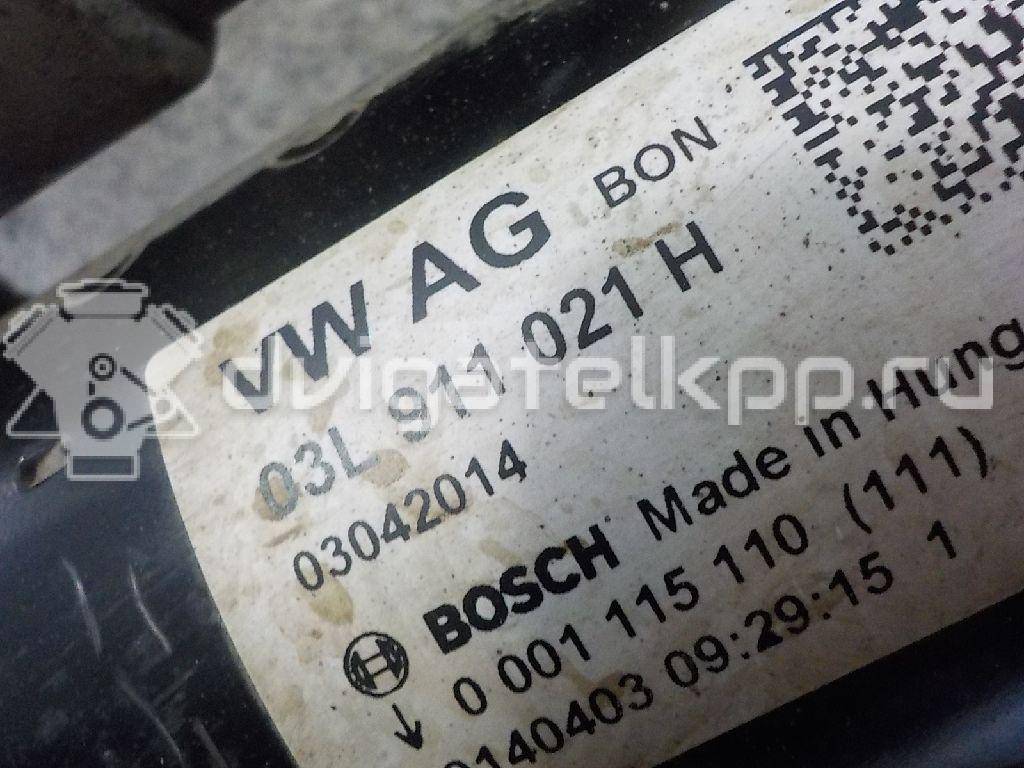 VW AG BON
03L 911 021 H
03042014
BOSCH Made in Hung
0 001 115 110 (111)
0140403 09:29:15 1
dvigatelkpp.ru